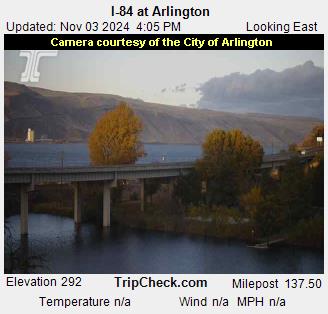 I-84 at Arlington
Updated: Nov 03 2024 4:05 PM Looking East
Camera courtesy of the City of Arlington
Elevation 292 TripCheck.com Milepost 137.50
Temperature n/a Wind n/a MPH n/a